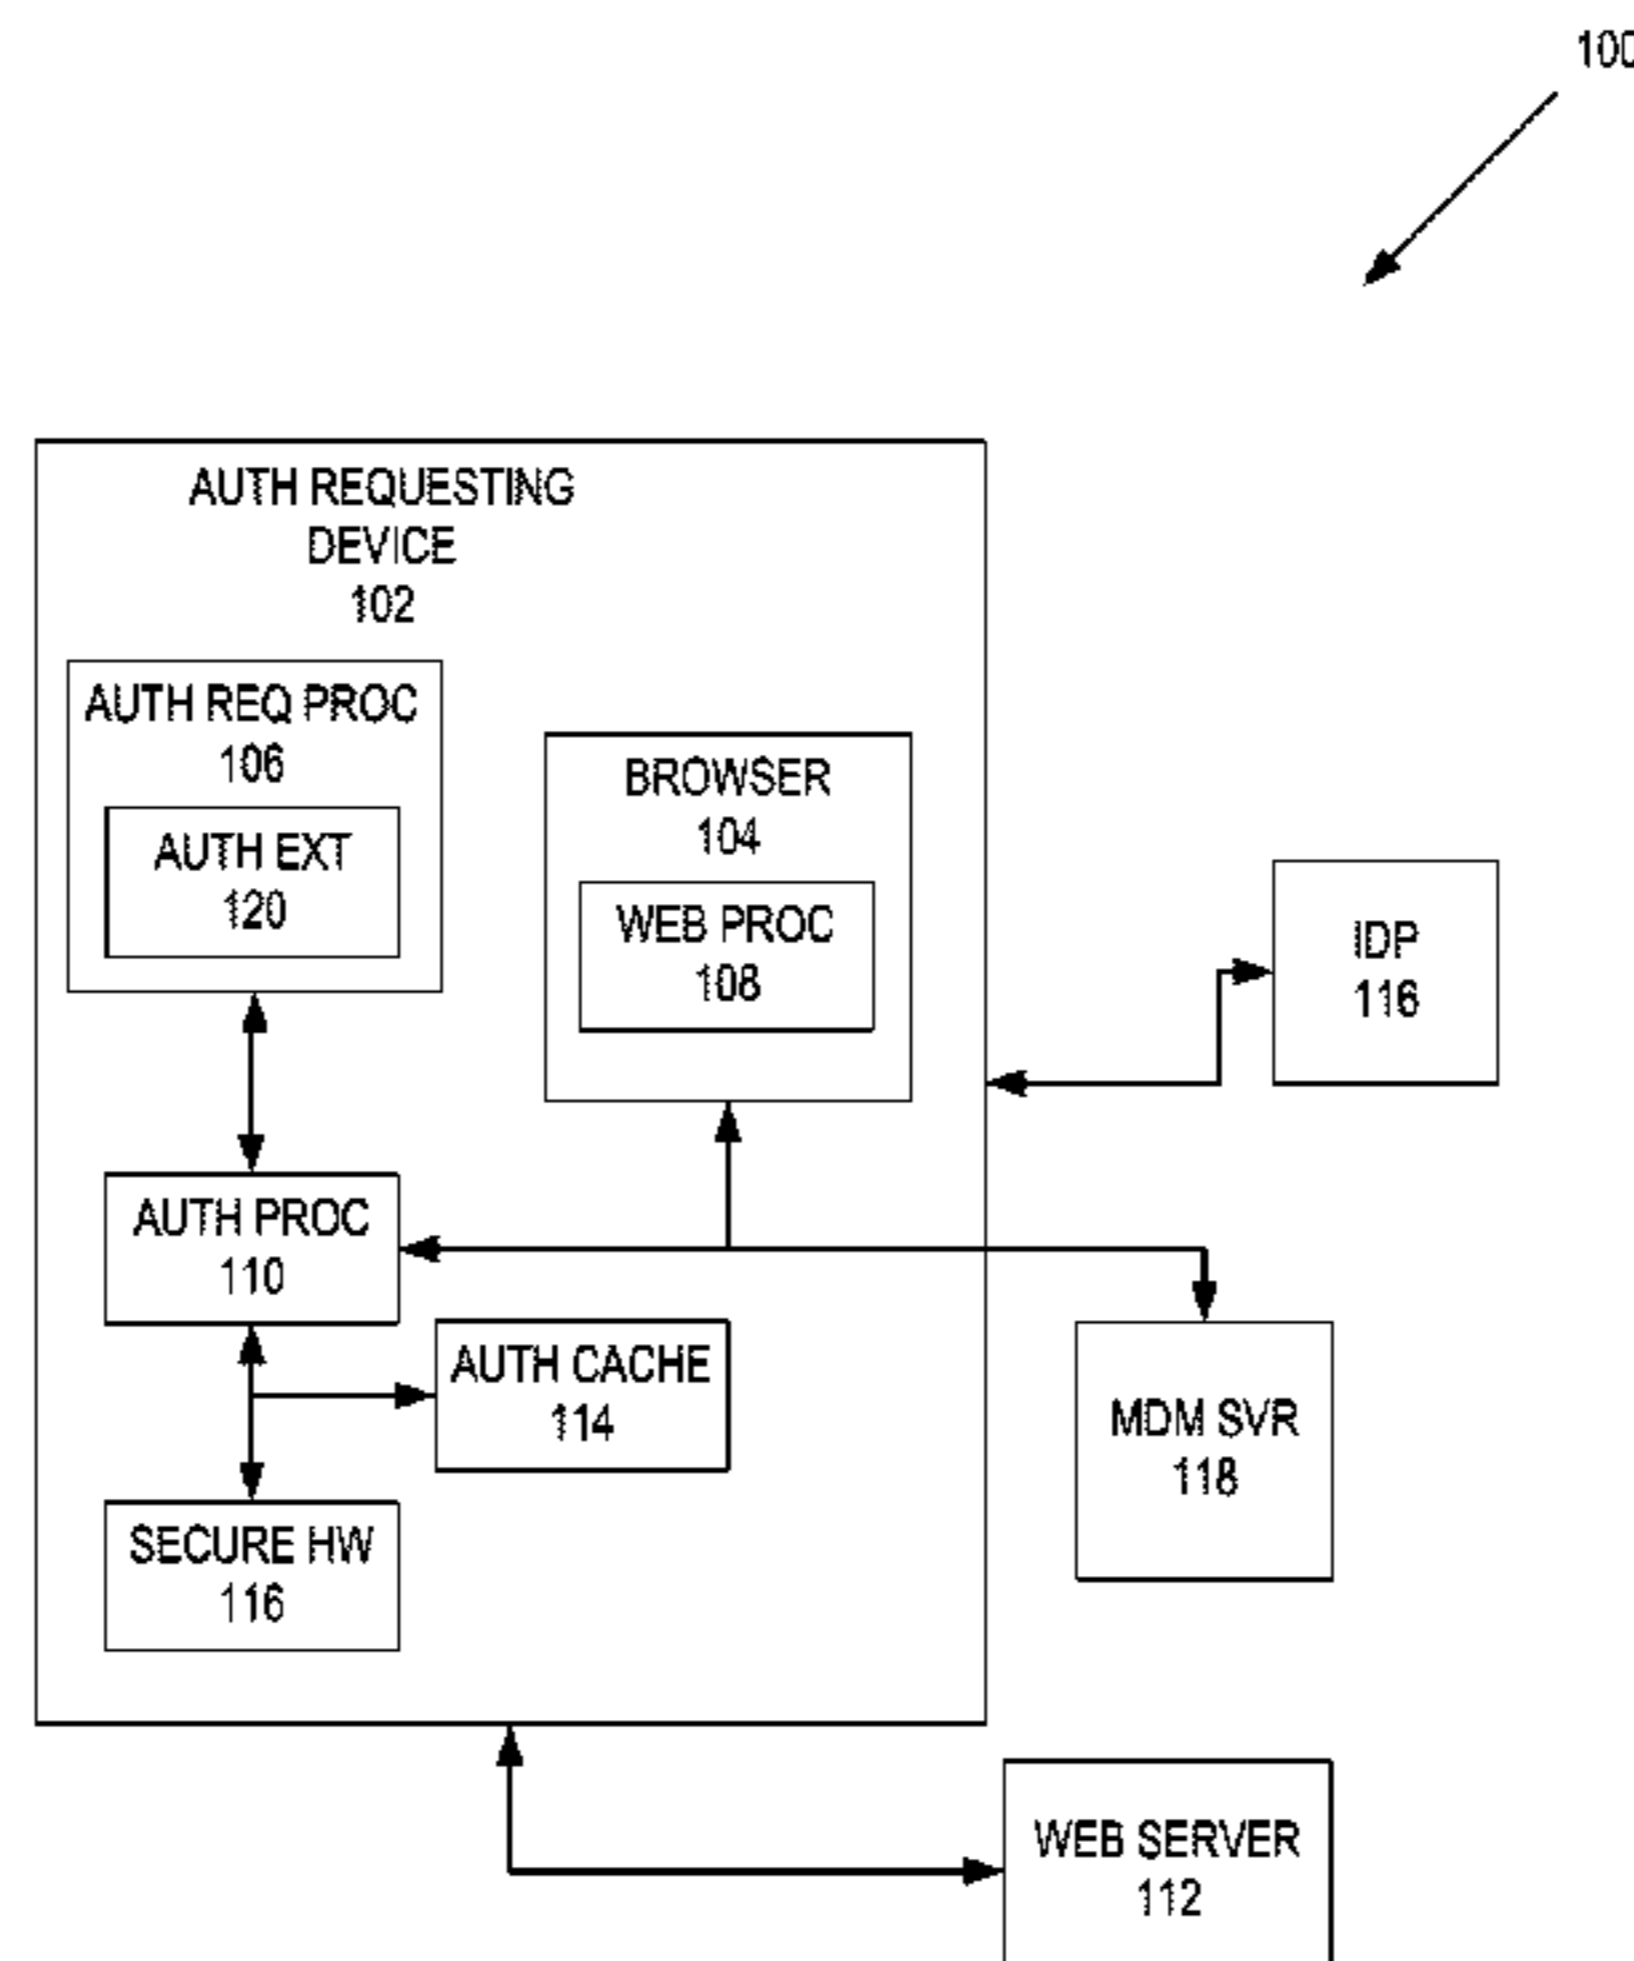 100
AUTH REQUESTING
DEVICE
102
AUTH REQ PROC
106
AUTH EXT
120
BROWSER
104
WEB PROC
108
IDP
116
AUTH PROC
110
AUTH CACHE
114
MDM SVR
118
SECURE HW
116
WEB SERVER
112